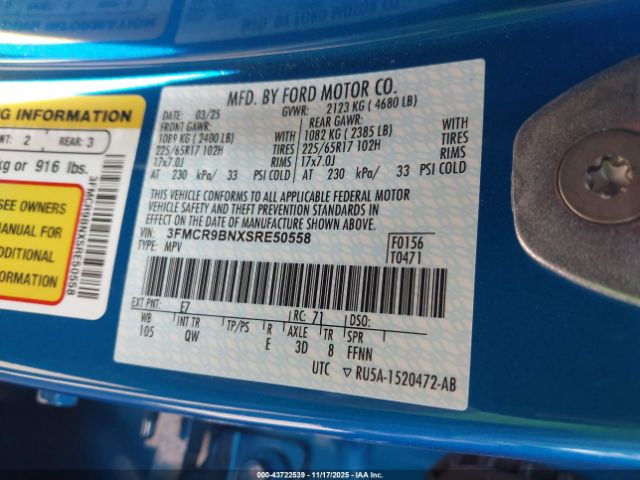 NG INFORMATION
NT: 2 REAR: 3
kg or 916 lbs.
SEE OWNERS
MANUAL FOR
ADDITIONAL
INFORMATION
3FMCR9BNXSRE50558
MFD. BY FORD MOTOR CO.
DATE: 03/25 GVWR: 2123 KG ( 4680 LB)
FRONT GAWR: REAR GAWR:
1089 KG ( 2400 LB) WITH 1082 KG ( 2385 LB) WITH
225/65R17 102H TIRES 225/65R17 102H TIRES
17x7.0J RIMS 17x7.0J RIMS
AT 230 kPa/ 33 PSI COLD AT 230 kPa/ 33 PSI COLD
THIS VEHICLE CONFORMS TO ALL APPLICABLE FEDERAL MOTOR
VEHICLE SAFETY AND THEFT PREVENTION STANDARDS IN
EFFECT ON THE DATE OF MANUFACTURE SHOWN ABOVE.
VIN: 3FMCR9BNXSRE50558 F0156
TYPE: MPV T0471
EXT PNT: E7 RC: 71 DSO:
WB INT TR TP/PS R AXLE TR SPR
105 QW E 3D 8 FFNN
UTC ▽ RU5A-1520472-AB
000-43722539 - 11/17/2025 - IAA